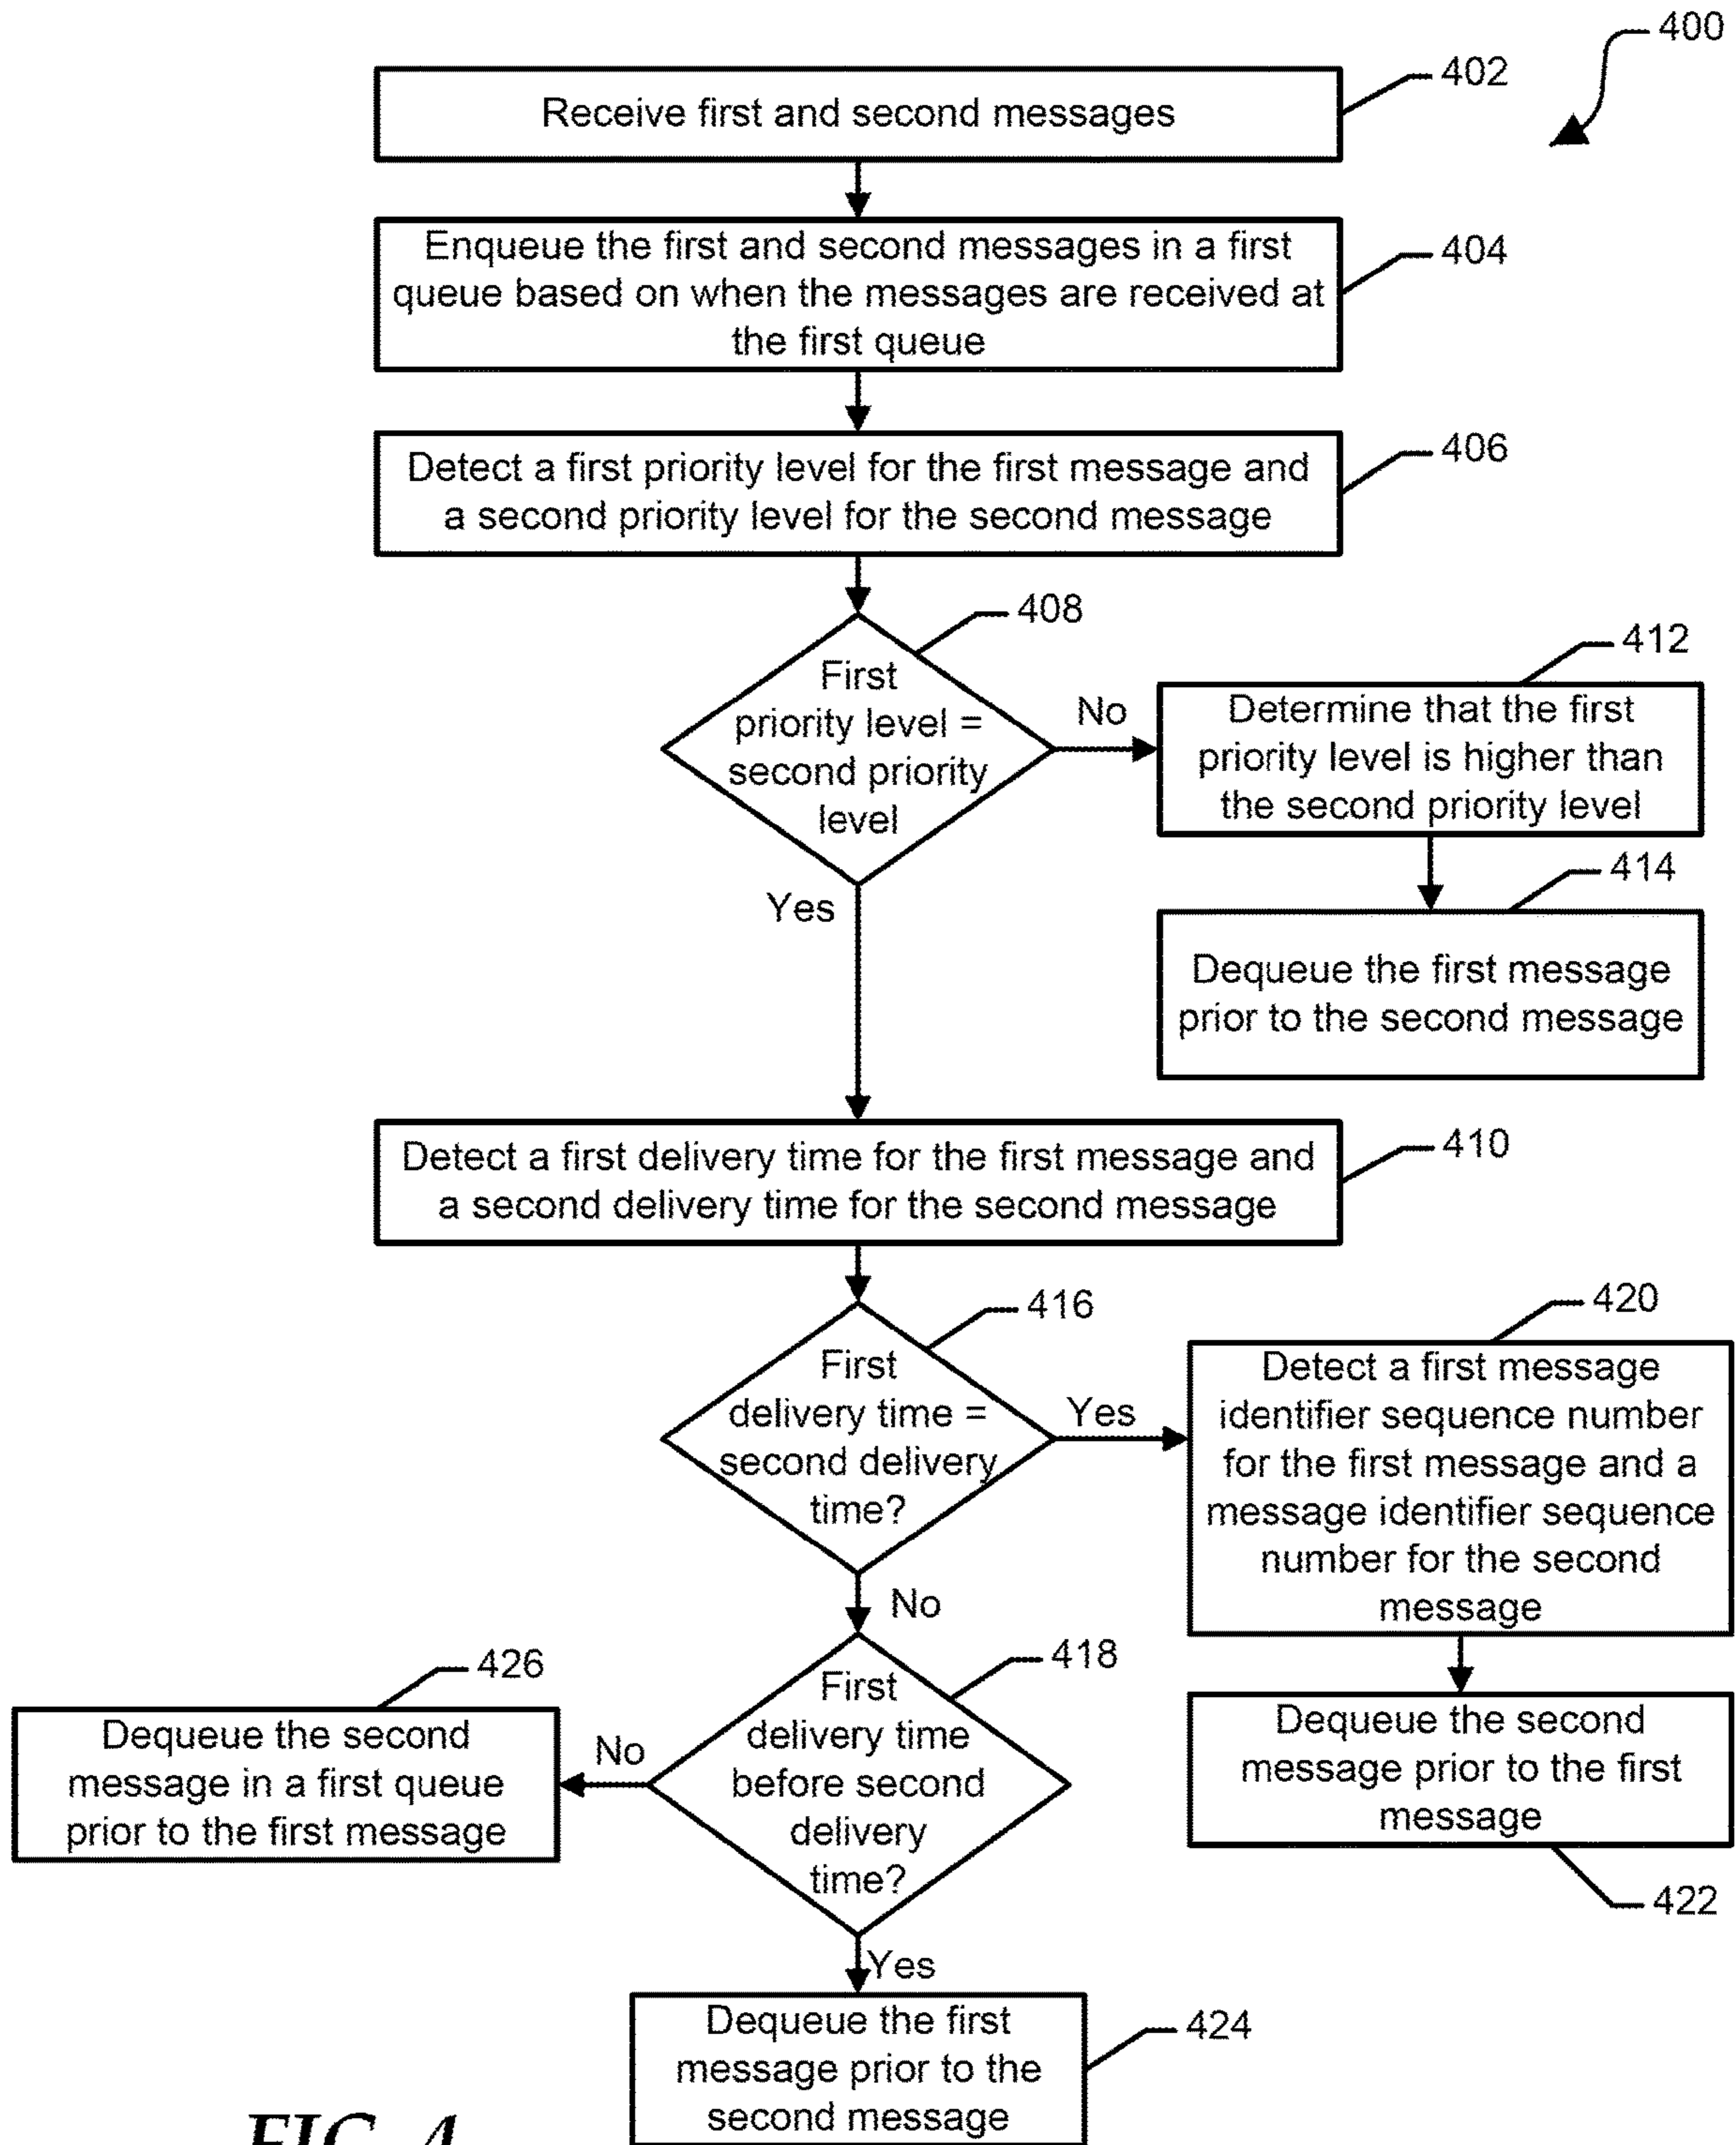 400
402
Receive first and second messages
404
Enqueue the first and second messages in a first
queue based on when the messages are received at
the first queue
406
Detect a first priority level for the first message and
a second priority level for the second message
408
First
priority level =
second priority
level
No
412
Determine that the first
priority level is higher than
the second priority level
414
Dequeue the first message
prior to the second message
Yes
410
Detect a first delivery time for the first message and
a second delivery time for the second message
416
First
delivery time =
second delivery
time?
Yes
420
Detect a first message
identifier sequence number
for the first message and a
message identifier sequence
number for the second
message
422
Dequeue the second
message prior to the first
message
No
418
First
delivery time
before second
delivery
time?
No
426
Dequeue the second
message in a first queue
prior to the first message
Yes
424
Dequeue the first
message prior to the
second message
FIG. 4